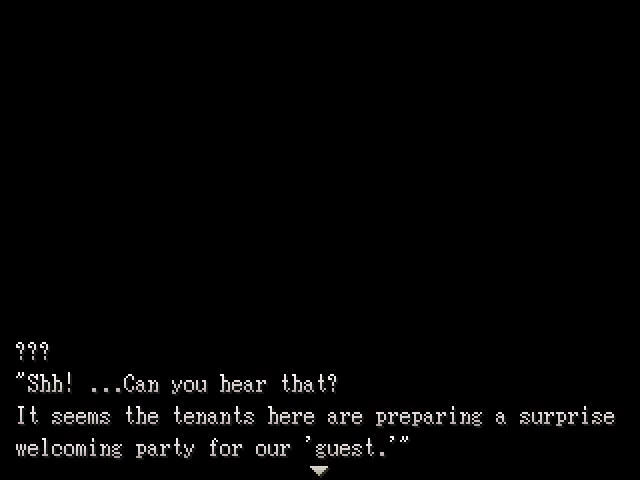 ???
"Shh! ...Can you hear that?
It seems the tenants here are preparing a surprise
welcoming party for our 'guest.'"